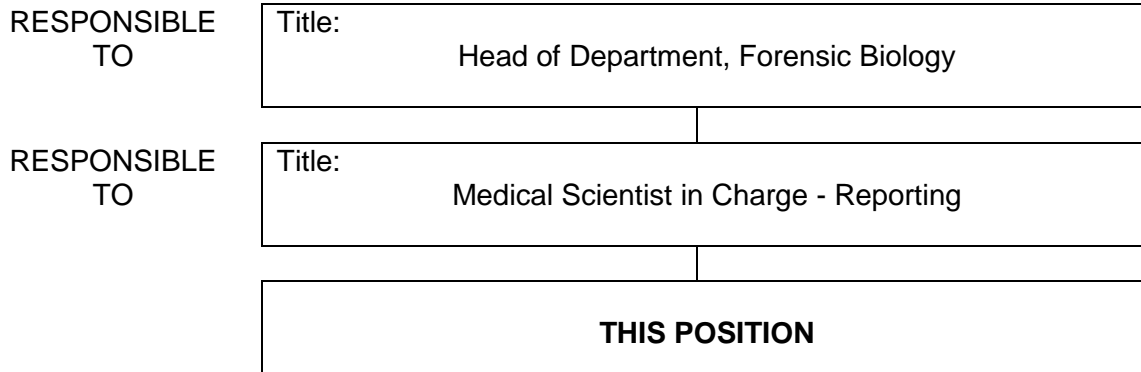 RESPONSIBLE
TO
Title:
Head of Department, Forensic Biology
RESPONSIBLE
TO
Title:
Medical Scientist in Charge - Reporting
THIS POSITION